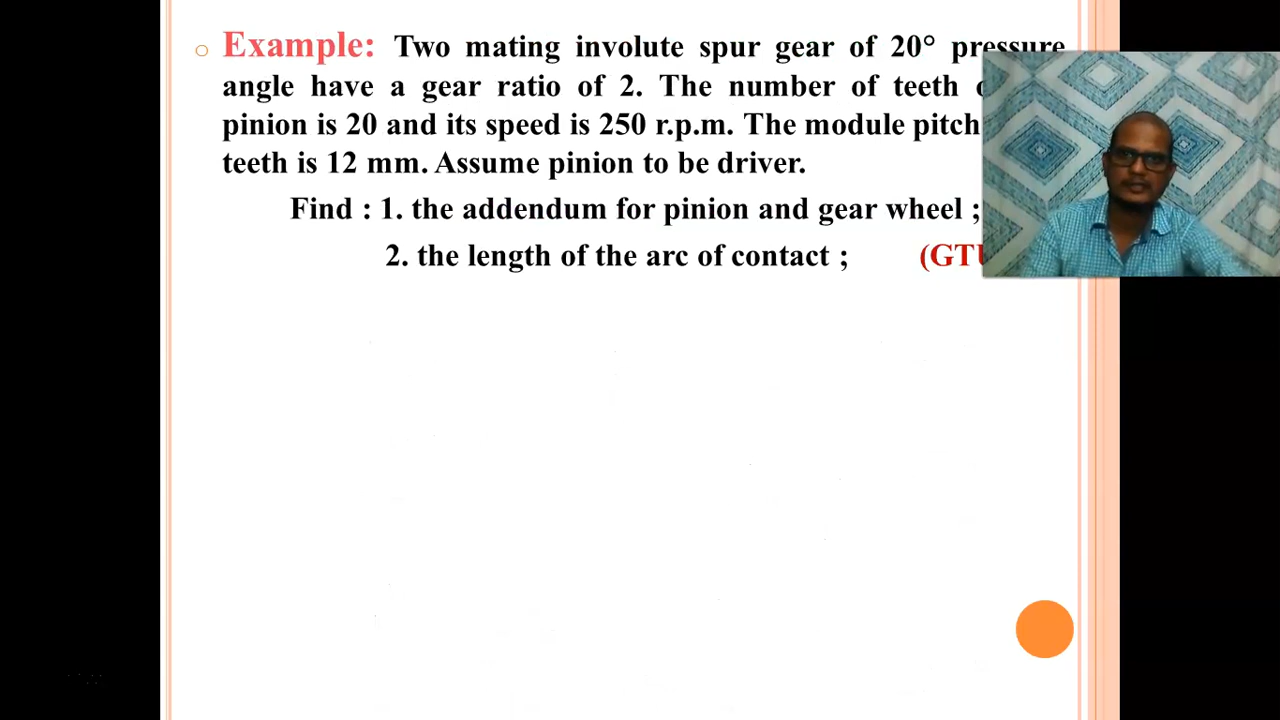 Example: Two mating involute spur gear of 20° pressure
angle have a gear ratio of 2. The number of teeth
pinion is 20 and its speed is 250 r.p.m. The module pitch
teeth is 12 mm. Assume pinion to be driver.
Find : 1. the addendum for pinion and gear wheel ;
2. the length of the arc of contact ;